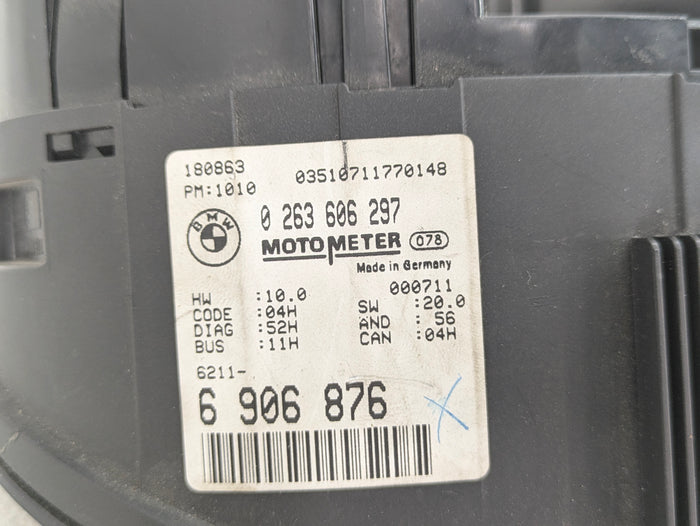 180863 03510711770148
PM:1010
BMW 0 263 606 297
MOTOMETER 078
Made in Germany
000711
HW :10.0 SW :20.0
CODE :04H ÄND : 56
DIAG :52H CAN :04H
BUS :11H
6211-
6 906 876